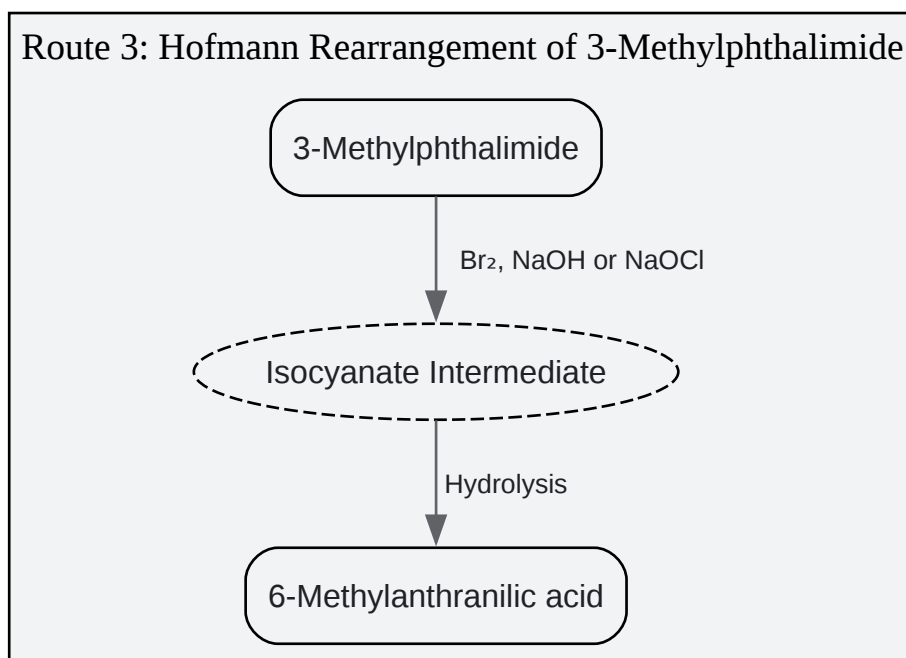 Route 3: Hofmann Rearrangement of 3-Methylphthalimide
3-Methylphthalimide
Br₂, NaOH or NaOCl
Isocyanate Intermediate
Hydrolysis
6-Methylanthranilic acid